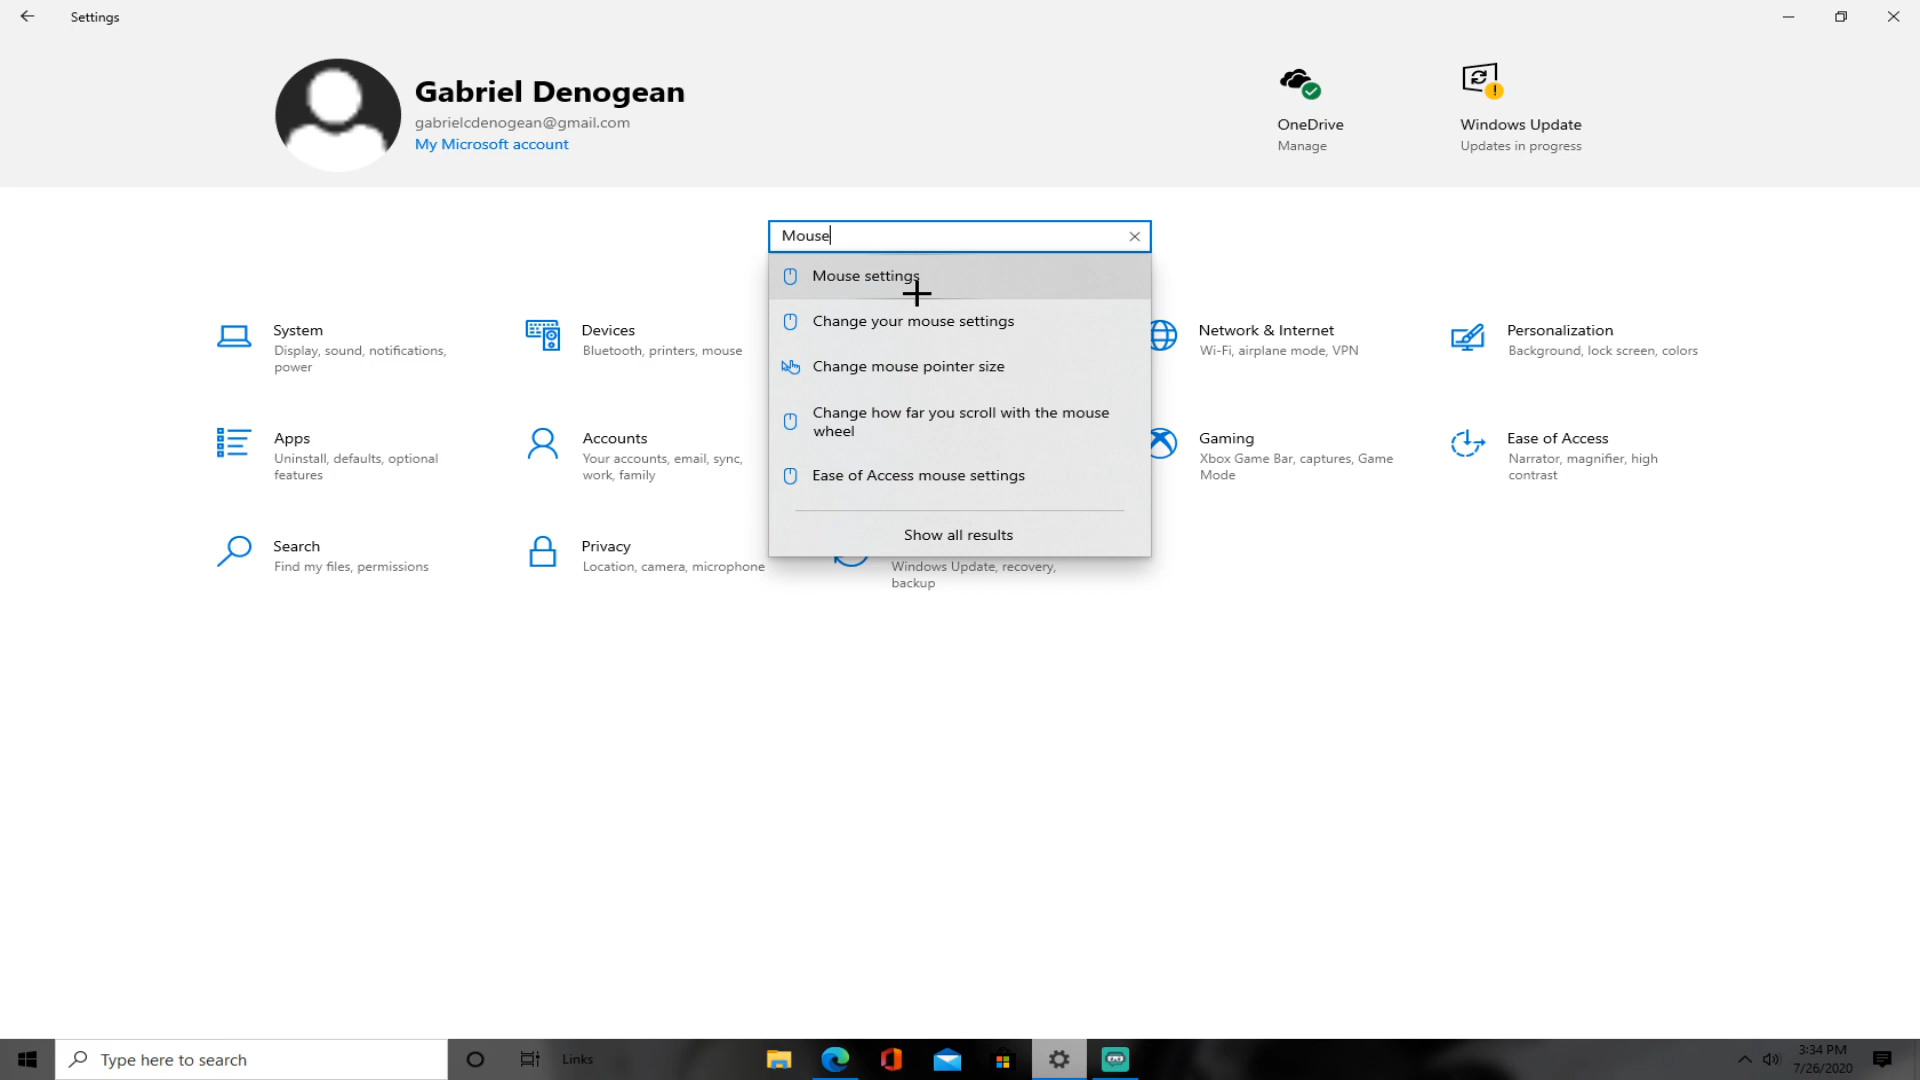 Settings
Gabriel Denogean
gabrielcdenogean@gmail.com
My Microsoft account
OneDrive
Manage
Windows Update
Updates in progress
Mouse
Mouse settings
Change your mouse settings
Change mouse pointer size
Change how far you scroll with the mouse
wheel
Ease of Access mouse settings
Show all results
System
Display, sound, notifications,
power
Devices
Bluetooth, printers, mouse
Network & Internet
Wi-Fi, airplane mode, VPN
Personalization
Background, lock screen, colors
Apps
Uninstall, defaults, optional
features
Accounts
Your accounts, email, sync,
work, family
Gaming
Xbox Game Bar, captures, Game
Mode
Ease of Access
Narrator, magnifier, high
contrast
Search
Find my files, permissions
Privacy
Location, camera, microphone
Windows Update, recovery,
backup
Type here to search
Links
3:34 PM
7/26/2020